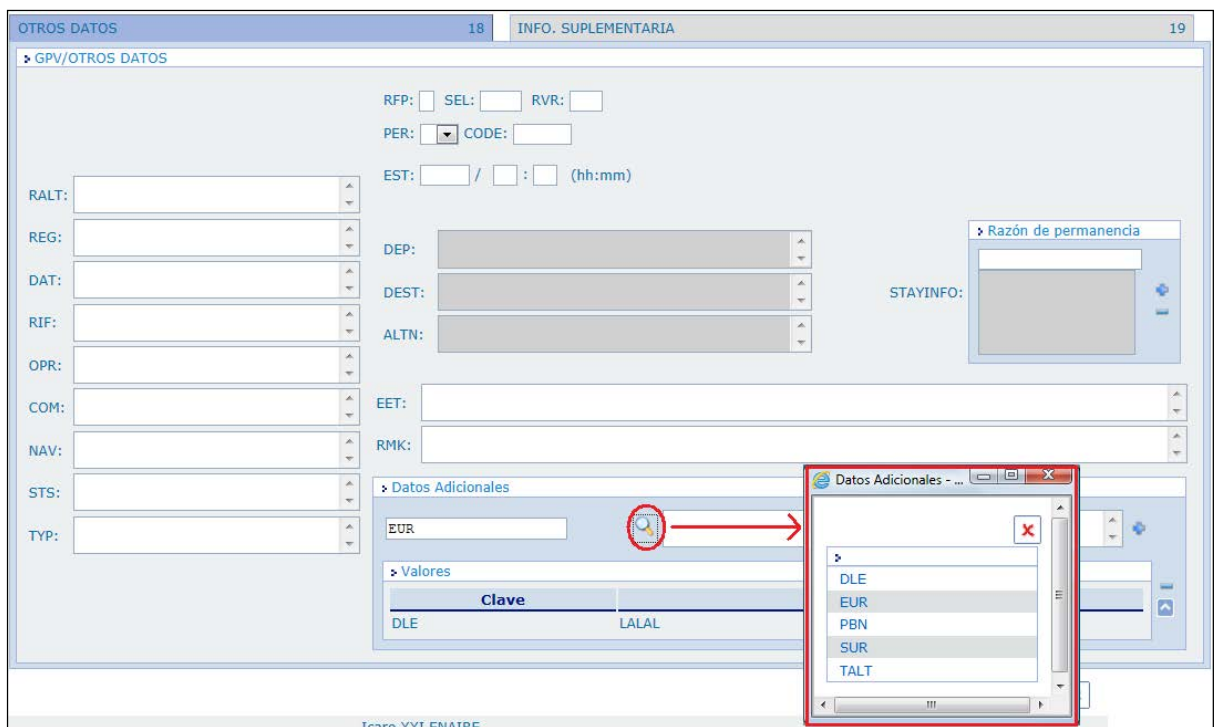 OTROS DATOS 18 INFO. SUPLEMENTARIA 19
GPV/OTROS DATOS
RFP: SEL: RVR:
PER: CODE:
EST: / : (hh:mm)
RALT:
REG:
DAT:
RIF:
OPR:
COM:
NAV:
STS:
TYP:
DEP:
DEST:
ALTN:
STAYINFO:
Razón de permanencia
EET:
RMK:
Datos Adicionales
EUR
Valores
Clave
DLE LALAL
Datos Adicionales - ...
DLE
EUR
PBN
SUR
TALT
Icaro XXI ENAIRE